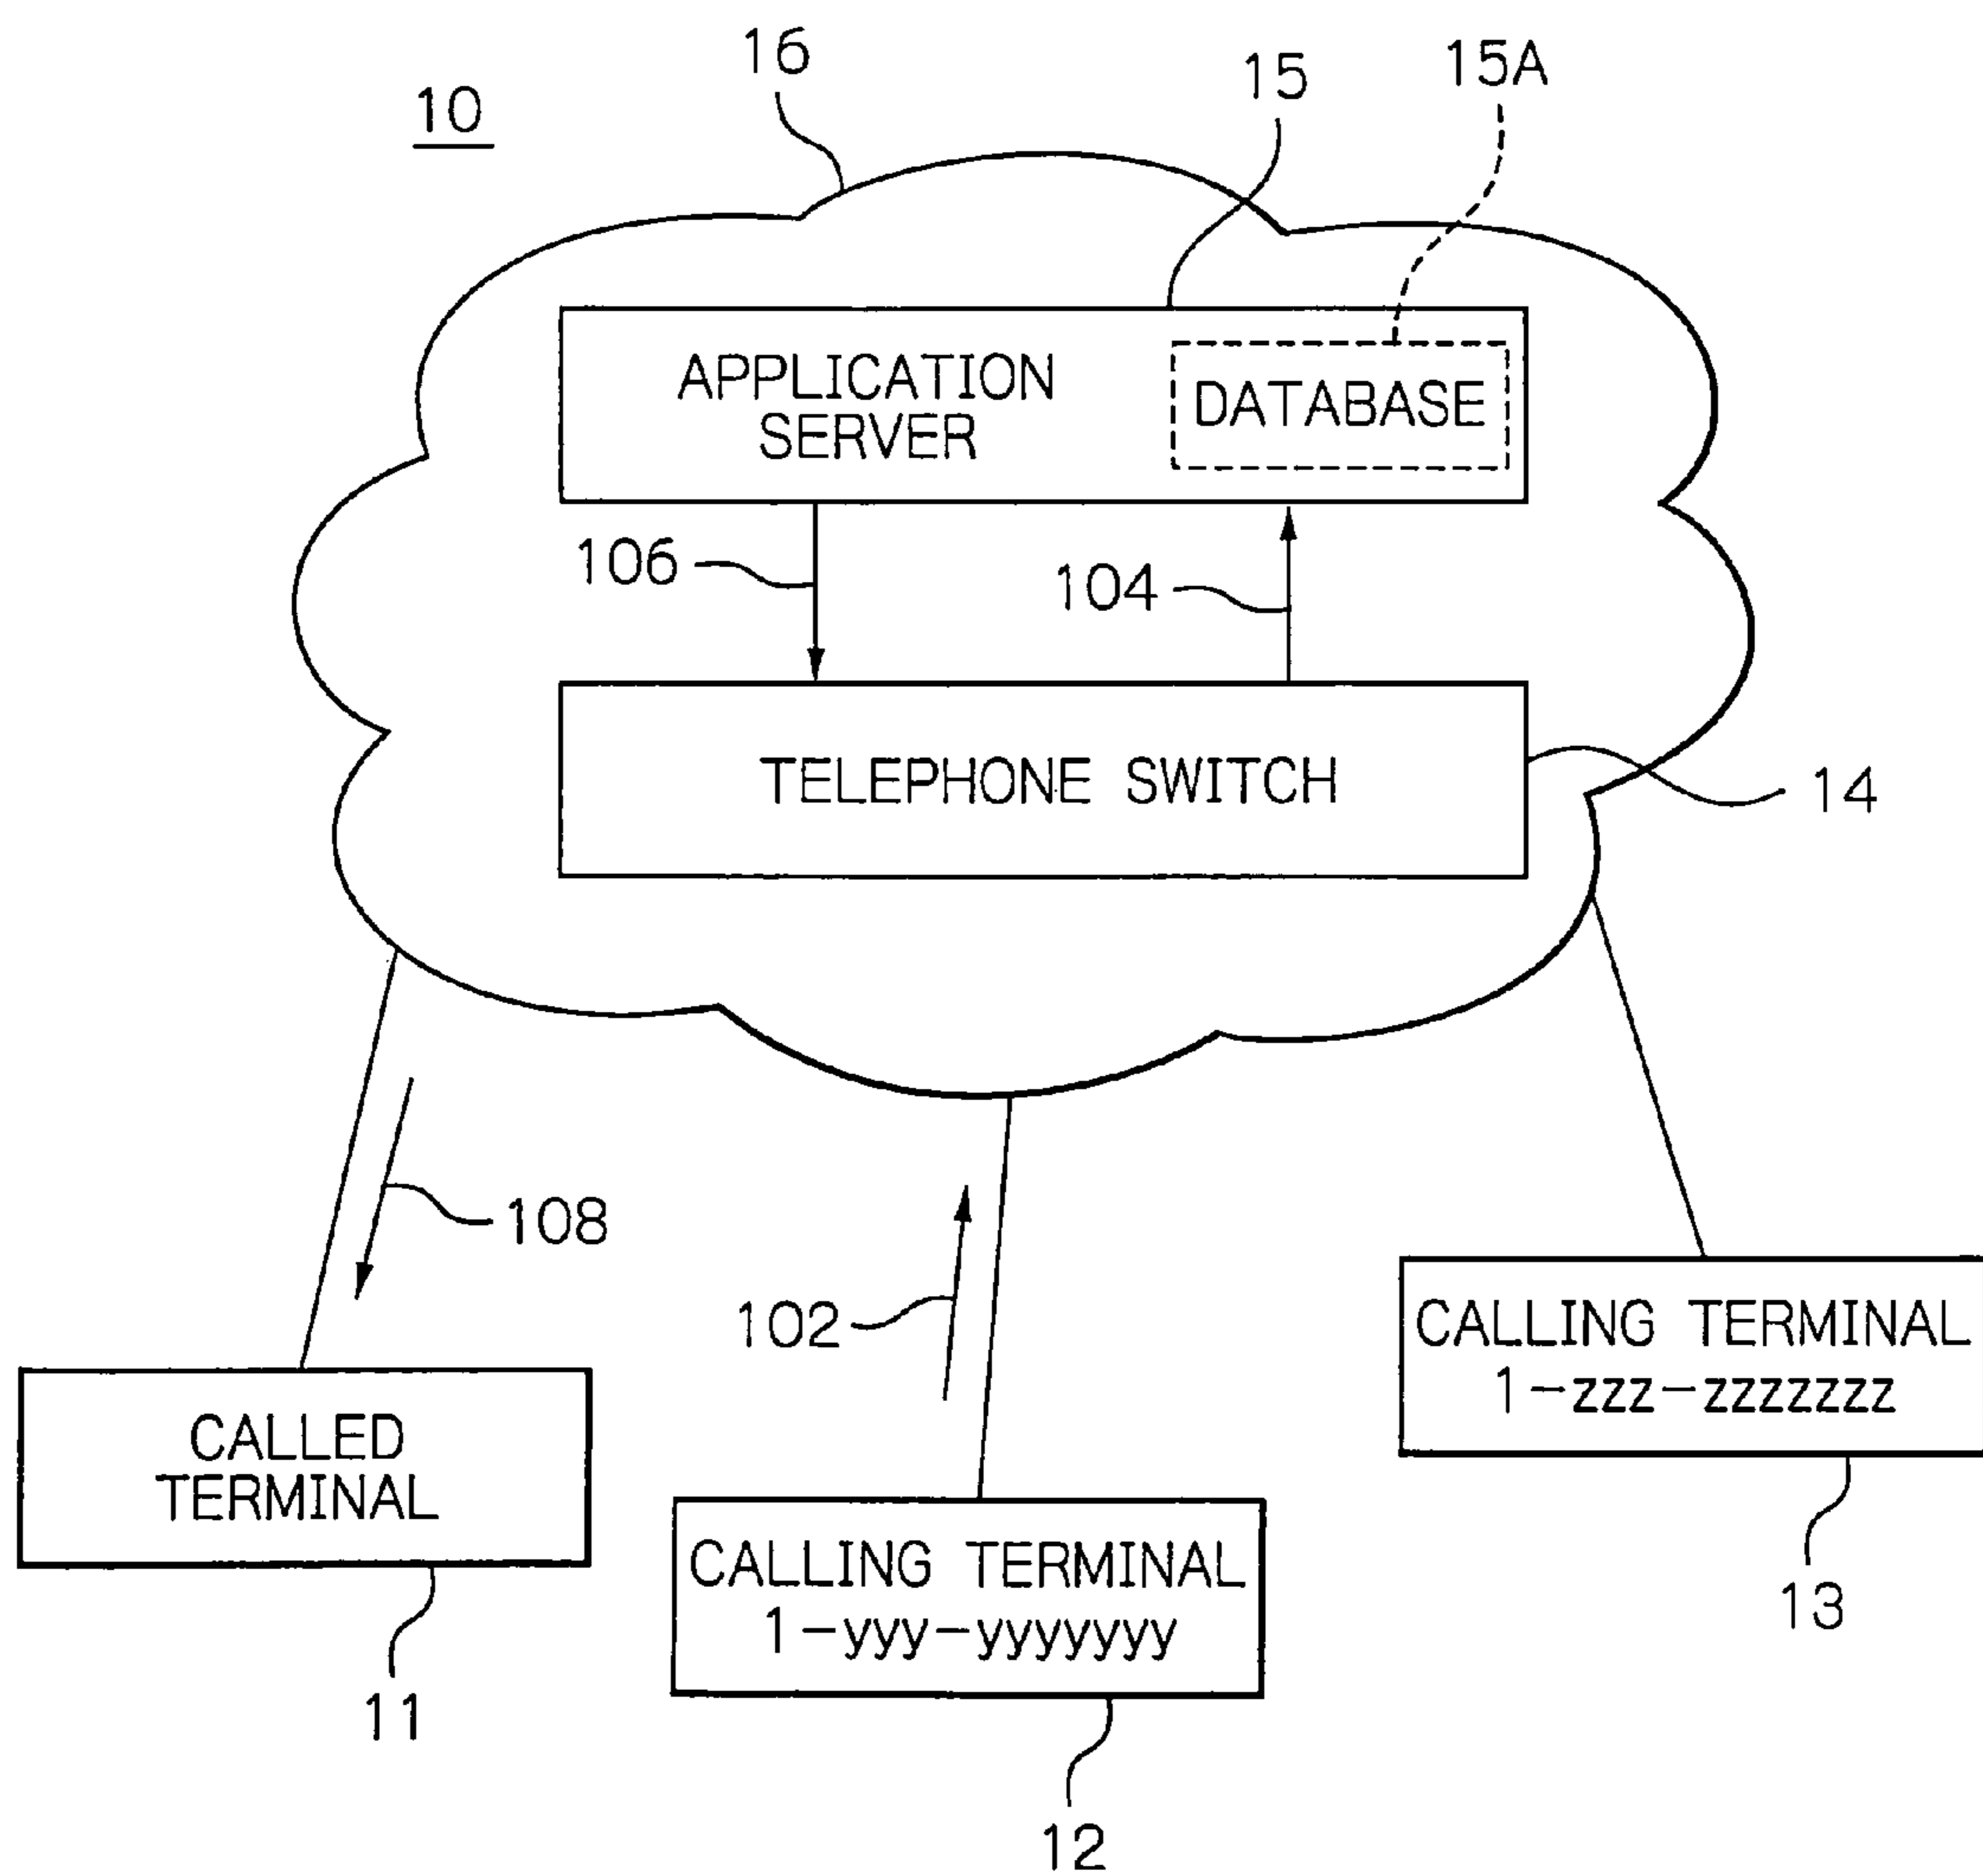 16
15
15A
10
APPLICATION
SERVER
DATABASE
106
104
TELEPHONE SWITCH
14
108
102
CALLING TERMINAL
1-zzz-zzzzzzz
CALLED
TERMINAL
CALLING TERMINAL
1-yyy-yyyyyyy
13
11
12